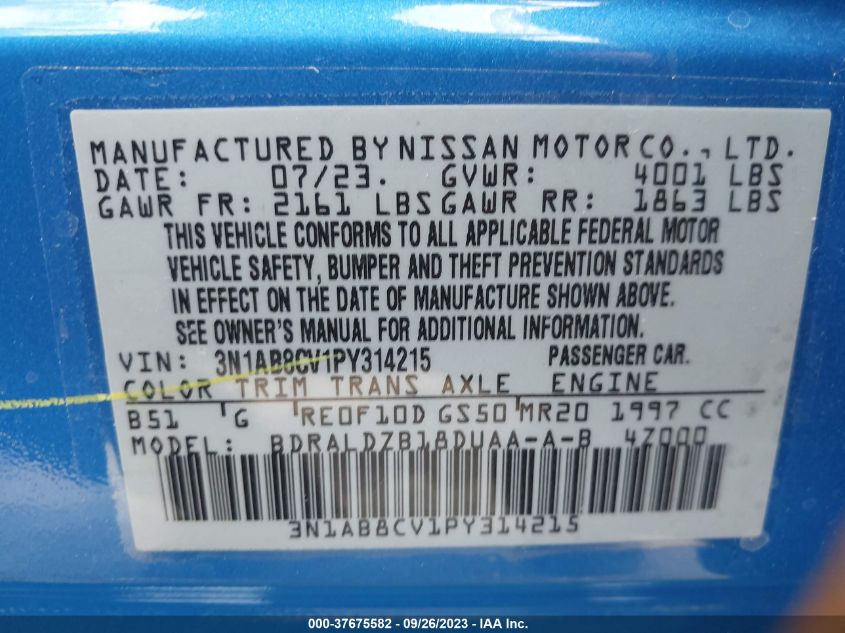 MANUFACTURED BY NISSAN MOTOR CO., LTD.
DATE: 07/23. GVWR: 4001 LBS
GAWR FR: 2161 LBS GAWR RR: 1863 LBS
THIS VEHICLE CONFORMS TO ALL APPLICABLE FEDERAL MOTOR
VEHICLE SAFETY, BUMPER AND THEFT PREVENTION STANDARDS
IN EFFECT ON THE DATE OF MANUFACTURE SHOWN ABOVE.
SEE OWNER'S MANUAL FOR ADDITIONAL INFORMATION.
VIN: 3N1AB8CV1PY314215 PASSENGER CAR.
COLOR TRIM TRANS AXLE ENGINE
B51 G RE0F10D GS50 MR20 1997 CC
MODEL: BDRALDZB18DUAA-A-B 4Z000
3N1AB8CV1PY314215
000-37675582 - 09/26/2023 - IAA Inc.